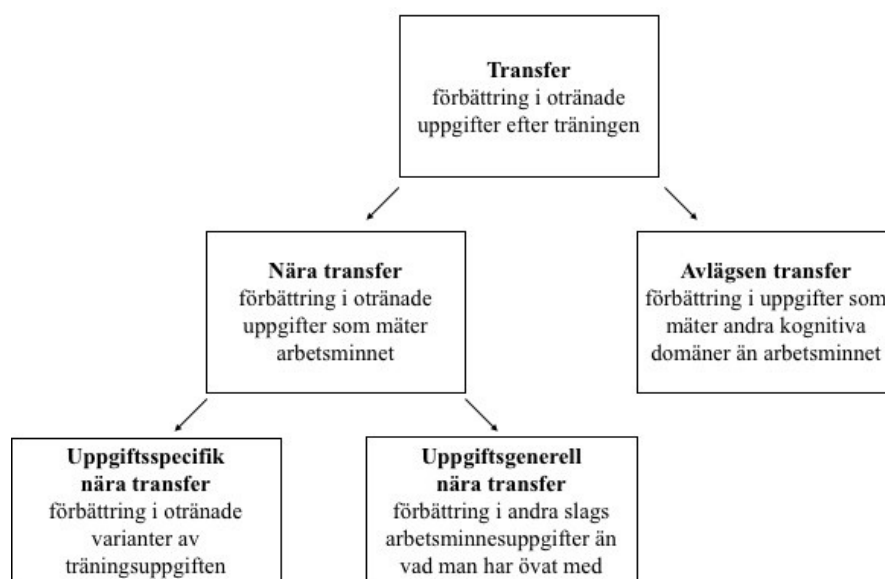 Transfer
förbättring i otränade
uppgifter efter träningen
Nära transfer
förbättring i otränade
uppgifter som mäter
arbetsminnet
Avlägsen transfer
förbättring i uppgifter som
mäter andra kognitiva
domäner än arbetsminnet
Uppgiftsspecifik
nära transfer
förbättring i otränade
varianter av
träningsuppgiften
Uppgiftsgenerell
nära transfer
förbättring i andra slags
arbetsminnesuppgifter än
vad man har övat med